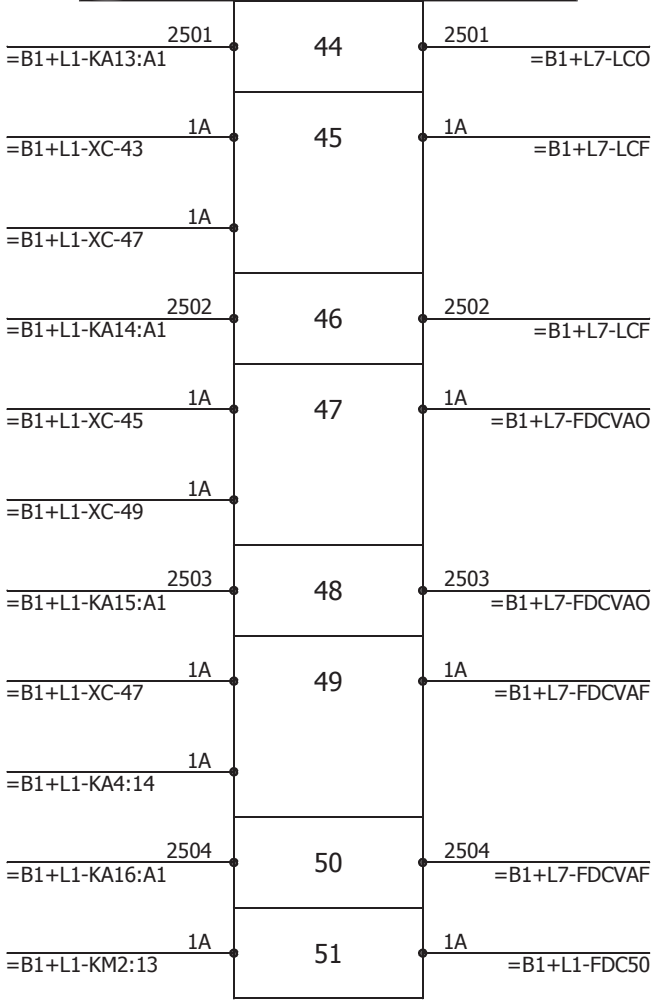 2501 44 2501
=B1+L1-KA13:A1 =B1+L7-LCO
1A 45 1A
=B1+L1-XC-43 =B1+L7-LCF
1A
=B1+L1-XC-47
2502 46 2502
=B1+L1-KA14:A1 =B1+L7-LCF
1A 47 1A
=B1+L1-XC-45 =B1+L7-FDCVAO
1A
=B1+L1-XC-49
2503 48 2503
=B1+L1-KA15:A1 =B1+L7-FDCVAO
1A 49 1A
=B1+L1-XC-47 =B1+L7-FDCVAF
1A
=B1+L1-KA4:14
2504 50 2504
=B1+L1-KA16:A1 =B1+L7-FDCVAF
1A 51 1A
=B1+L1-KM2:13 =B1+L1-FDC50